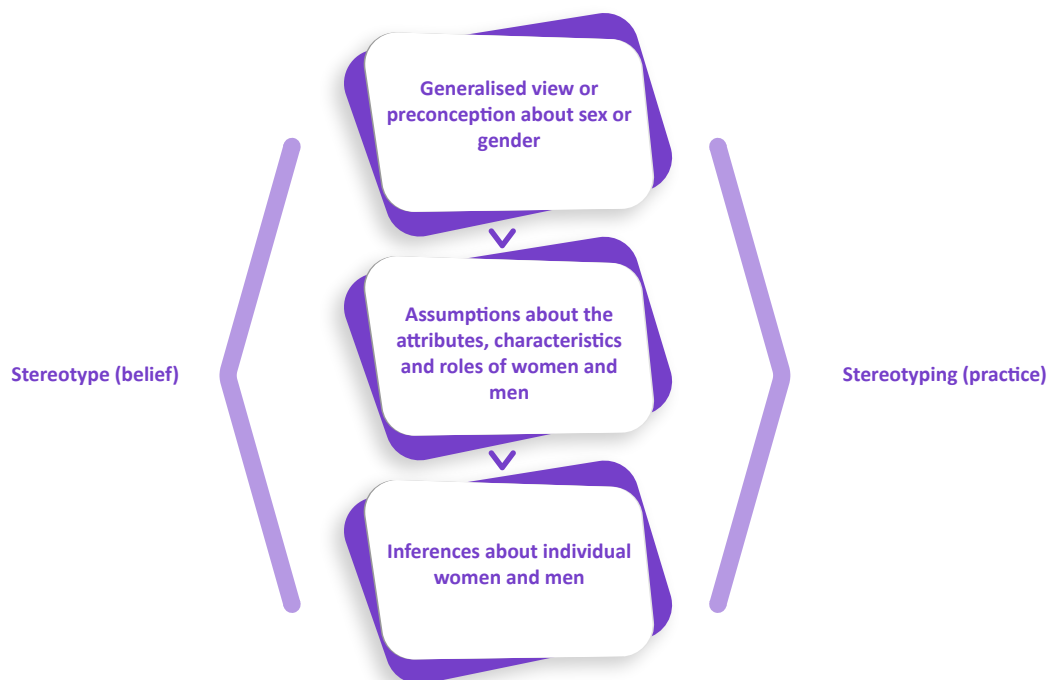 Generalised view or
preconception about sex or
gender
Assumptions about the
attributes, characteristics
and roles of women and
men
Stereotype (belief)
Stereotyping (practice)
Inferences about individual
women and men